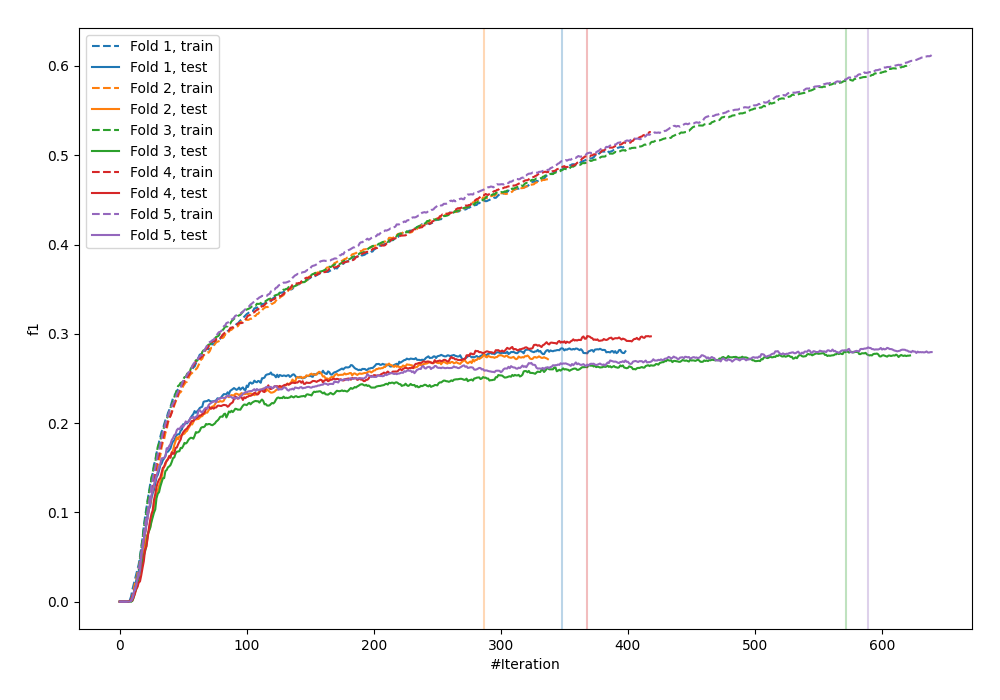 Fold 1, train
Fold 1, test
Fold 2, train
Fold 2, test
Fold 3, train
Fold 3, test
Fold 4, train
Fold 4, test
Fold 5, train
Fold 5, test
0.6
0.5
0.4
0.3
0.2
0.1
0.0
f1
0 100 200 300 400 500 600
#Iteration